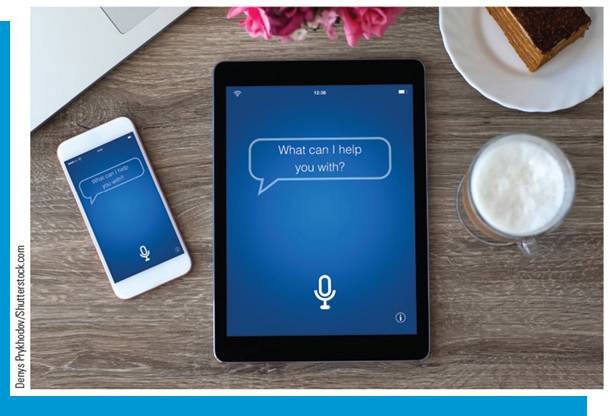 12:36
What can I help
you with?
What can I help
you with?
Denys Prykhodov/Shutterstock.com